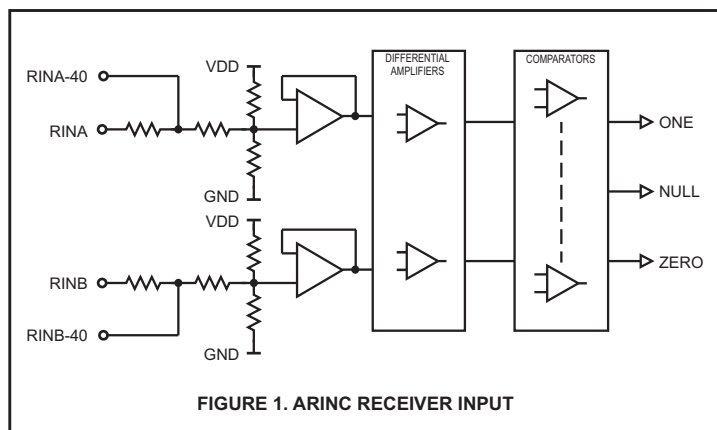 RINA-40
RINA
VDD
GND
DIFFERENTIAL
AMPLIFIERS
COMPARATORS
ONE
NULL
ZERO
VDD
RINB
RINB-40
GND
FIGURE 1. ARINC RECEIVER INPUT